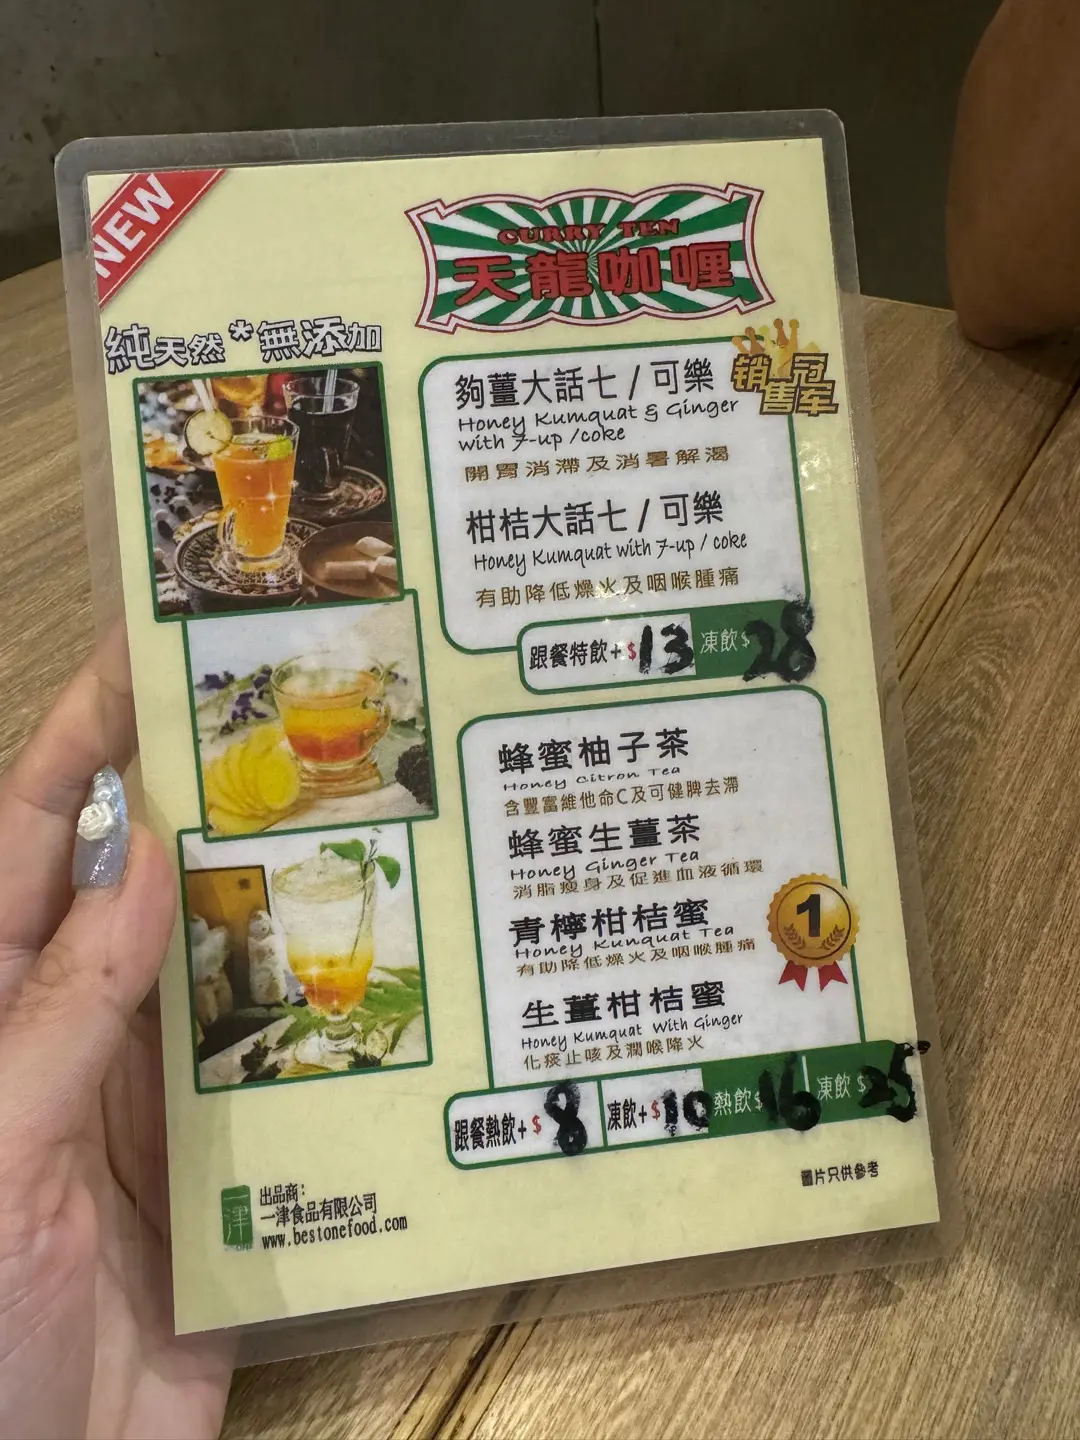 NEW
CURRY TEN
天龍咖喱
純天然*無添加
销售冠军
夠薑大話七 / 可樂
Honey Kumquat & Ginger
with 7-up /coke
開胃消滯及消暑解渴
柑桔大話七 / 可樂
Honey Kumquat with 7-up / coke
有助降低燥火及咽喉腫痛
跟餐特飲+$13 凍飲$28
蜂蜜柚子茶
Honey Citron Tea
含豐富維他命C及可健脾去滯
蜂蜜生薑茶
Honey Ginger Tea
消脂瘦身及促進血液循環
青檸柑桔蜜
Honey Kunquat Tea
有助降低燥火及咽喉腫痛
1
生薑柑桔蜜
Honey Kumquat With Ginger
化痰止咳及潤喉降火
跟餐熱飲+$8 凍飲+$10 熱飲$16 凍飲$25
圖片只供參考
一津
出品商：
一津食品有限公司
www.bestonefood.com